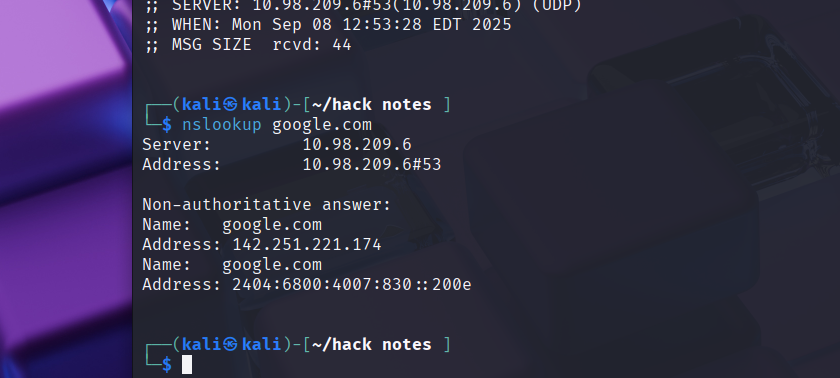 ;; SERVER: 10.98.209.6#53(10.98.209.6) (UDP)
;; WHEN: Mon Sep 08 12:53:28 EDT 2025
;; MSG SIZE  rcvd: 44
┌──(kali㉿kali)-[~/hack notes ]
└─$ nslookup google.com
Server:         10.98.209.6
Address:        10.98.209.6#53
Non-authoritative answer:
Name:   google.com
Address: 142.251.221.174
Name:   google.com
Address: 2404:6800:4007:830::200e
┌──(kali㉿kali)-[~/hack notes ]
└─$